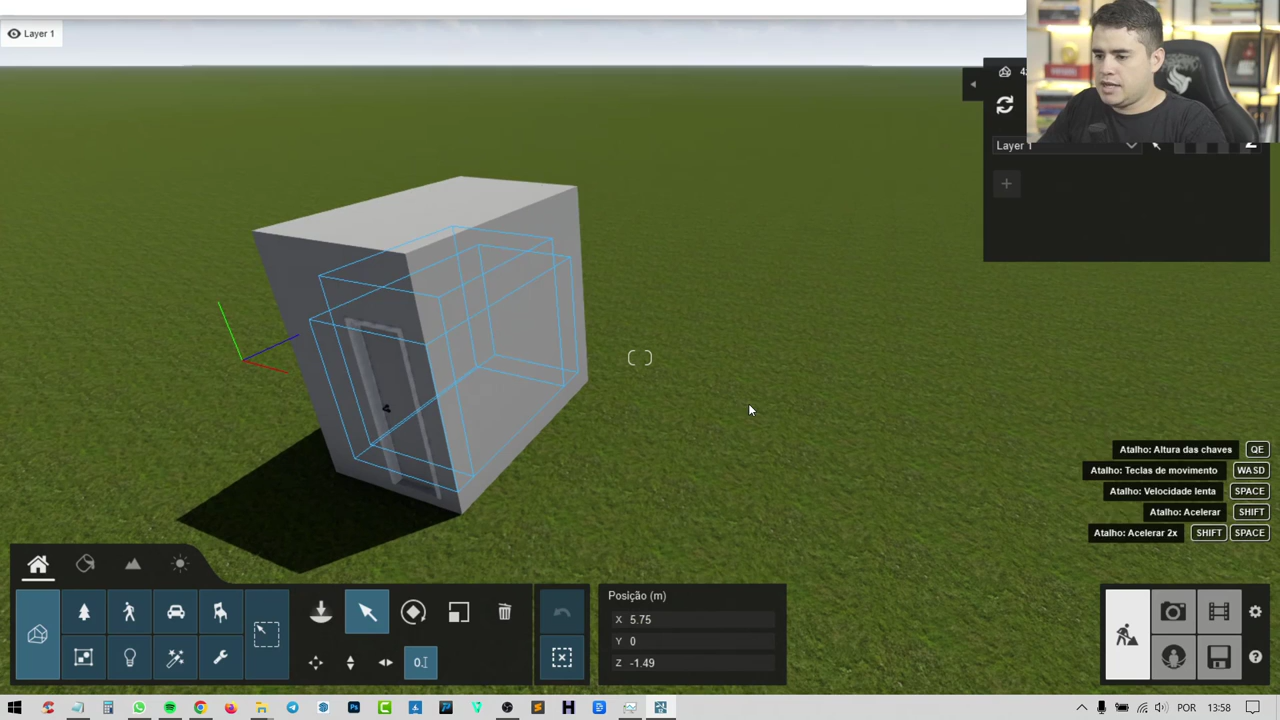 Layer 1
Layer 1
Atalho: Altura das chaves QE
Atalho: Teclas de movimento WASD
Atalho: Velocidade lenta SPACE
Atalho: Acelerar SHIFT
Atalho: Acelerar 2x SHIFT SPACE
Posição (m)
X 5.75
Y 0
Z -1.49
POR 13:58